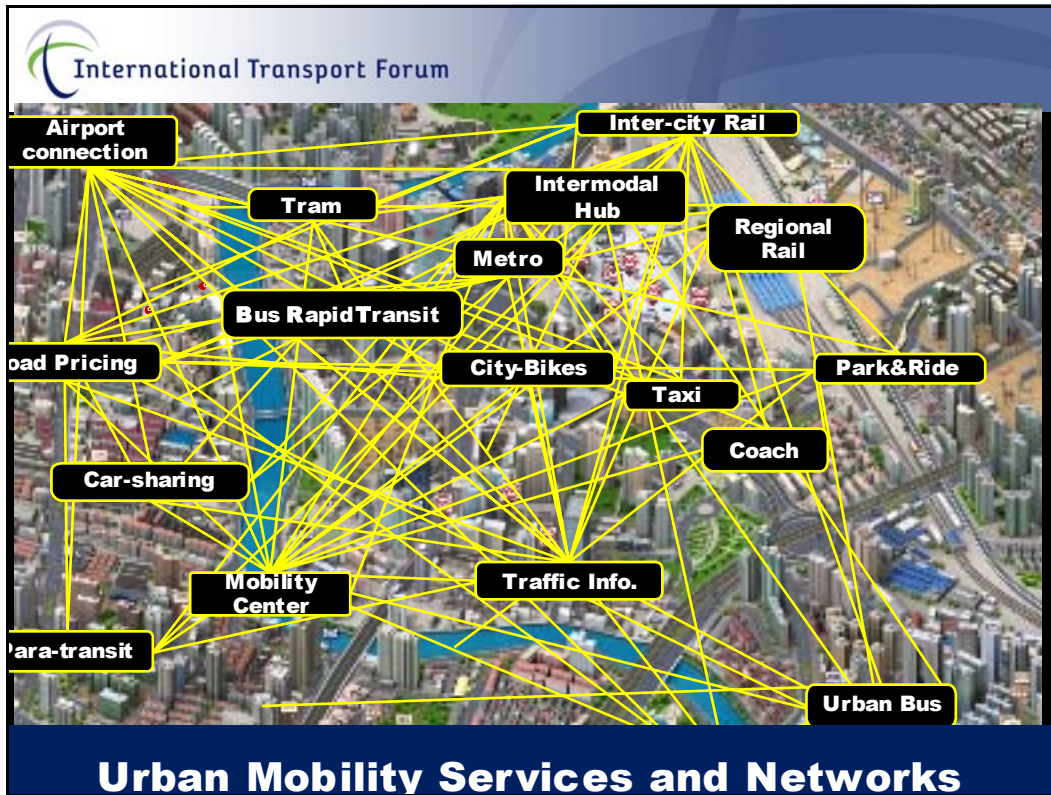 International Transport Forum
Airport
connection
Inter-city Rail
Tram
Intermodal
Hub
Regional
Rail
Metro
Bus RapidTransit
oad Pricing
City-Bikes
Park&Ride
Taxi
Coach
Car-sharing
Mobility
Center
Traffic Info.
Para-transit
Urban Bus
Urban Mobility Services and Networks